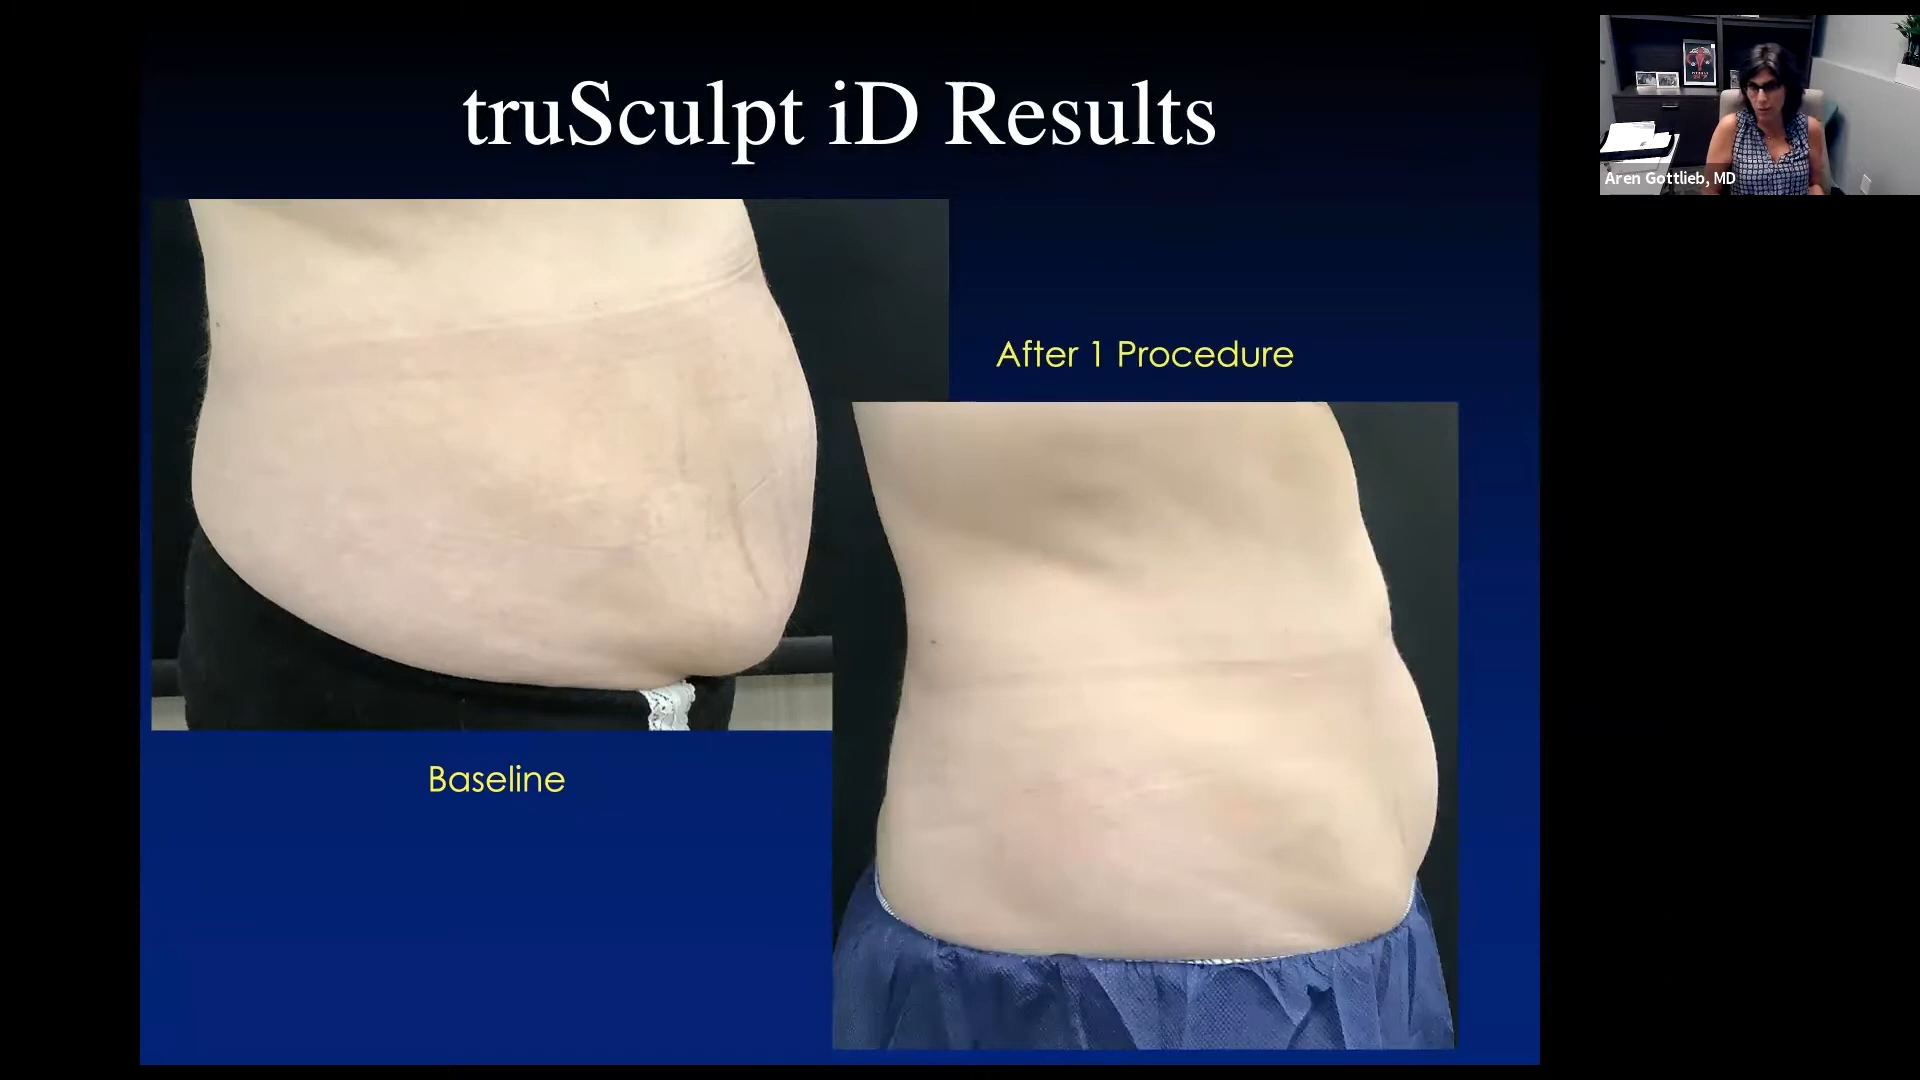 truSculpt iD Results
After 1 Procedure
Baseline
Aren Gottlieb, MD